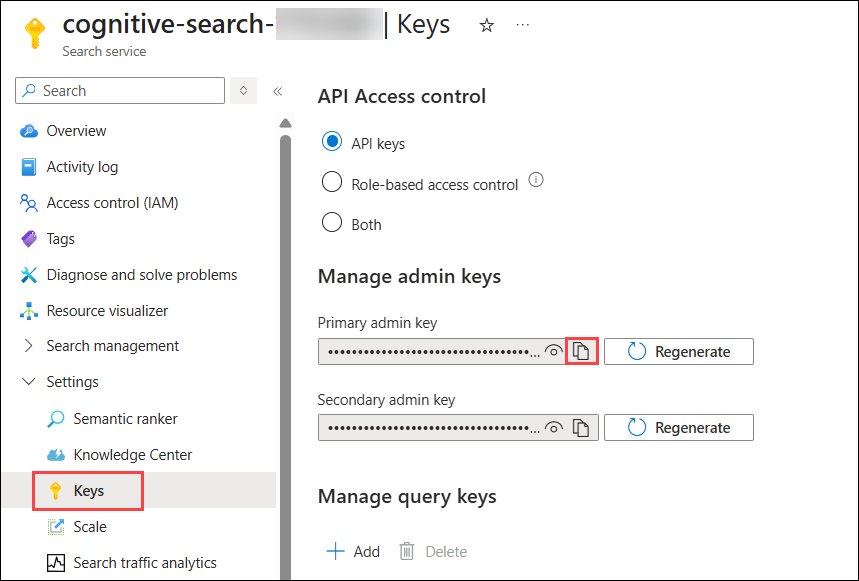 cognitive-search- | Keys
Search service
Search
Overview
Activity log
Access control (IAM)
Tags
Diagnose and solve problems
Resource visualizer
Search management
Settings
Semantic ranker
Knowledge Center
Keys
Scale
Search traffic analytics
API Access control
API keys
Role-based access control
Both
Manage admin keys
Primary admin key
Regenerate
Secondary admin key
Regenerate
Manage query keys
Add Delete